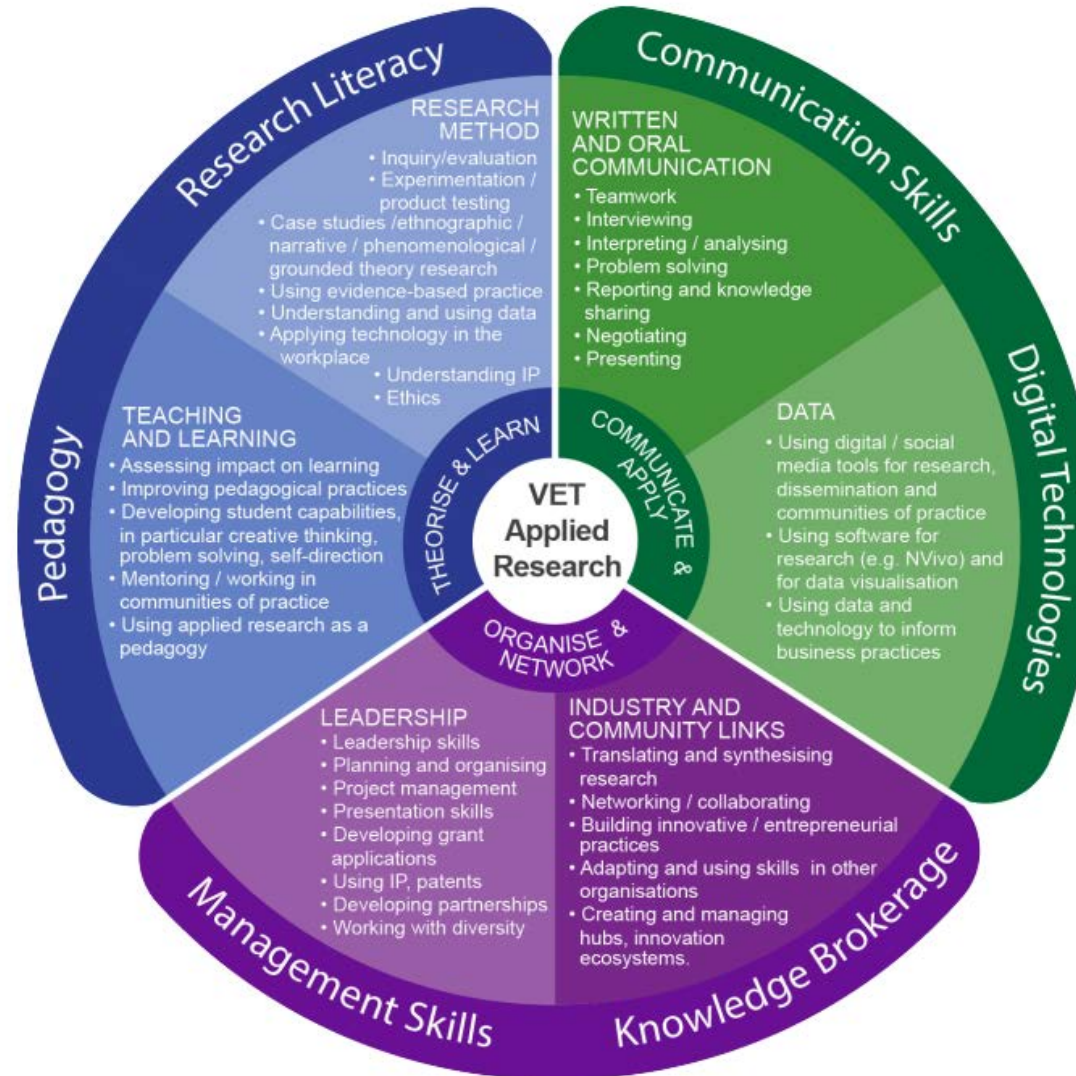 Research Literacy
RESEARCH
METHOD
• Inquiry/evaluation
• Experimentation /
product testing
• Case studies /ethnographic /
narrative / phenomenological /
grounded theory research
• Using evidence-based practice
• Understanding and using data
• Applying technology in the
workplace
• Understanding IP
• Ethics
Communication Skills
WRITTEN
AND ORAL
COMMUNICATION
• Teamwork
• Interviewing
• Interpreting / analysing
• Problem solving
• Reporting and knowledge
sharing
• Negotiating
• Presenting
Pedagogy
TEACHING
AND LEARNING
• Assessing impact on learning
• Improving pedagogical practices
• Developing student capabilities,
in particular creative thinking,
problem solving, self-direction
• Mentoring / working in
communities of practice
• Using applied research as a
pedagogy
THEORISE & LEARN
VET
Applied
Research
COMMUNICATE &
APPLY
ORGANISE &
NETWORK
Digital Technologies
DATA
• Using digital / social
media tools for research,
dissemination and
communities of practice
• Using software for
research (e.g. NVivo) and
for data visualisation
• Using data and
technology to inform
business practices
LEADERSHIP
• Leadership skills
• Planning and organising
• Project management
• Presentation skills
• Developing grant
applications
• Using IP, patents
• Developing partnerships
• Working with diversity
Management Skills
INDUSTRY AND
COMMUNITY LINKS
• Translating and synthesising
research
• Networking / collaborating
• Building innovative / entrepreneurial
practices
• Adapting and using skills in other
organisations
• Creating and managing
hubs, innovation
ecosystems.
Knowledge Brokerage